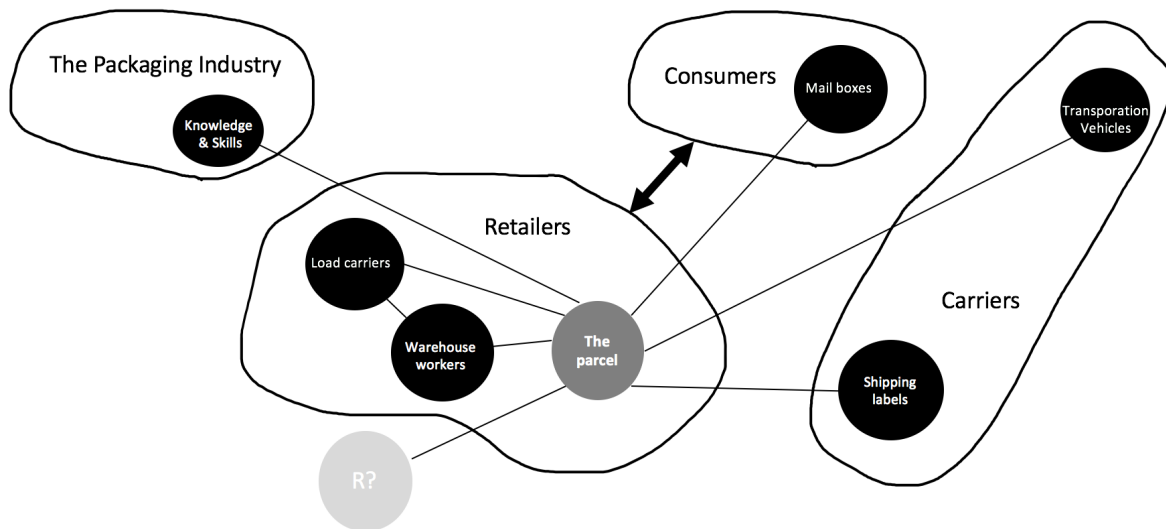 The Packaging Industry
Knowledge
& Skills
Consumers
Mail boxes
Transporation
Vehicles
Retailers
Load carriers
Warehouse
workers
The
parcel
Carriers
Shipping
labels
R?